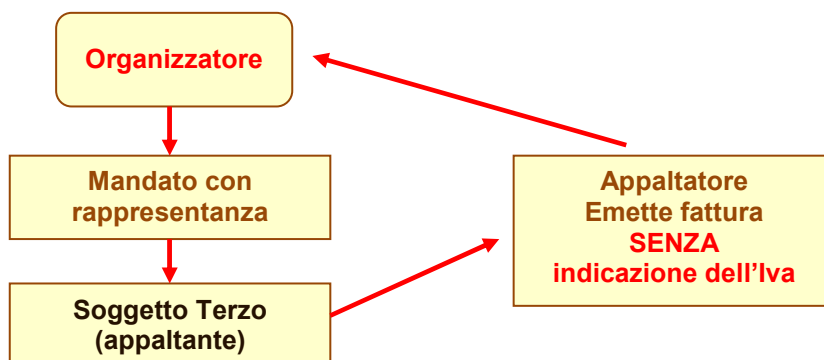 Organizzatore
Mandato con
rappresentanza
Soggetto Terzo
(appaltante)
Appaltatore
Emette fattura
SENZA
indicazione dell'Iva